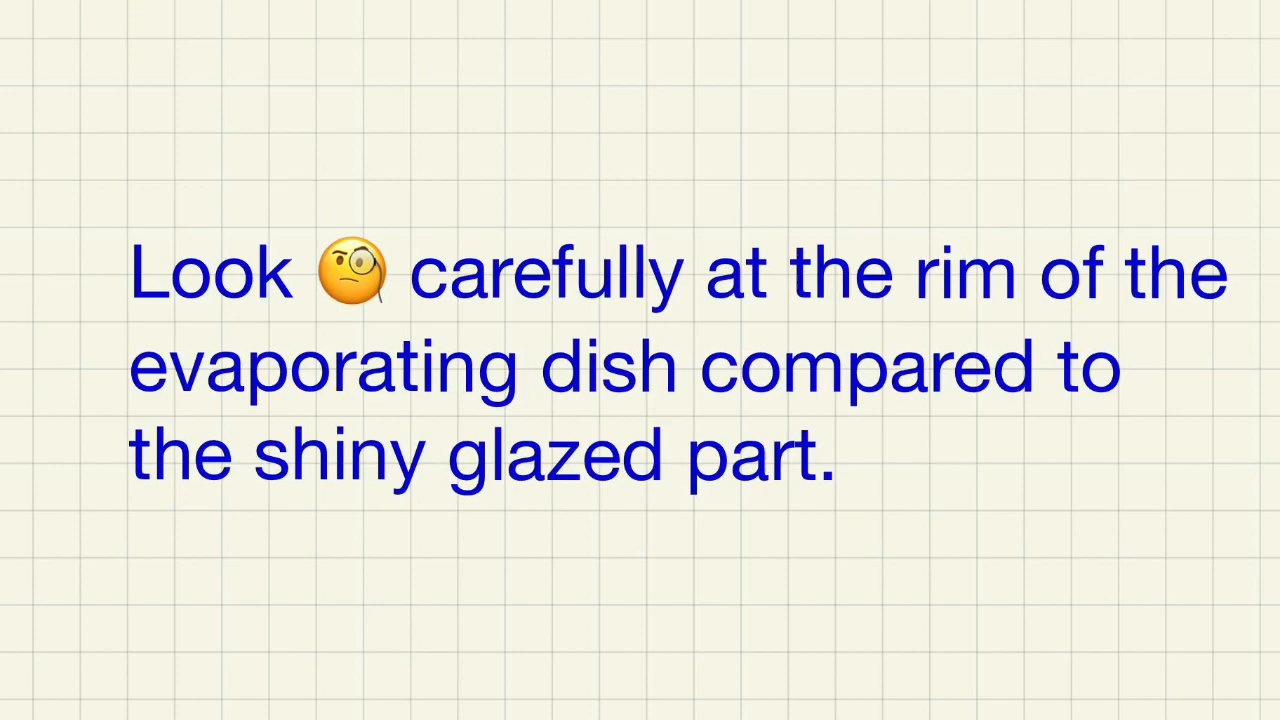 Look 🧐 carefully at the rim of the
evaporating dish compared to
the shiny glazed part.